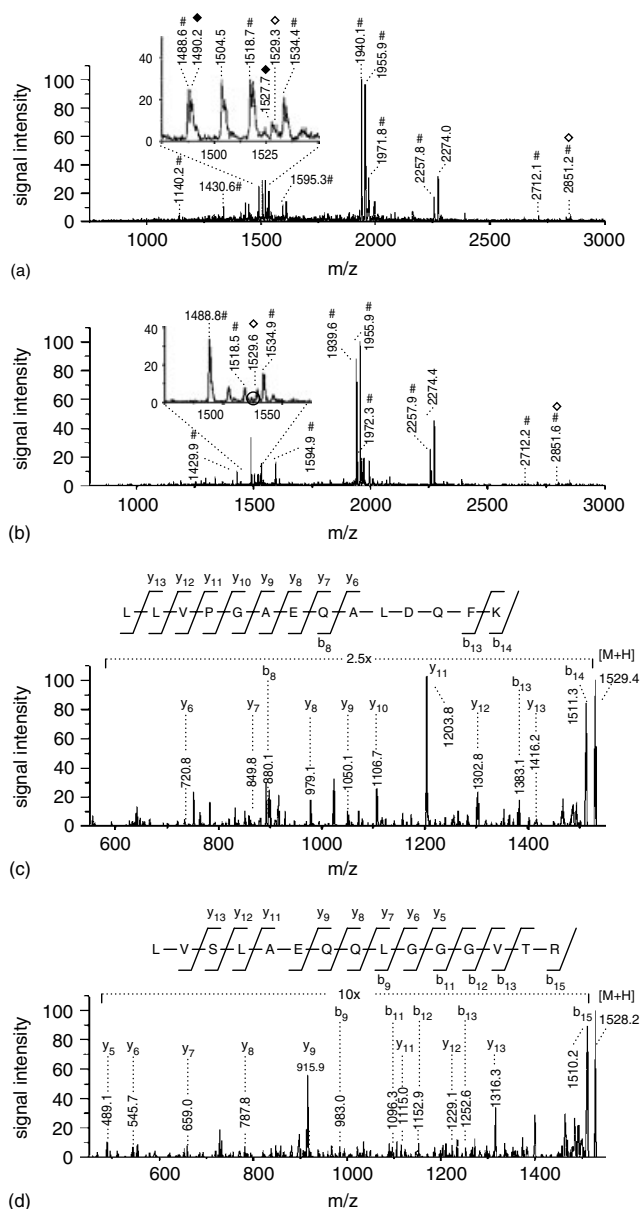 1488.6 #
1490.2 ◆
1504.5
1518.7 #
1527.7 ◆
1529.3 ◇
1534.4 #
40
20
0
1500 1525
1940.1 #
1955.9 #
1971.8 #
2257.8 #
2274.0
2712.1 #
2851.2 # ◇
1140.2 #
1430.6#
1595.3#
signal intensity
100
80
60
40
20
0
1000 1500 2000 2500 3000
m/z
(a)
1488.8#
1518.5 #
1529.6 ◇
1534.9 #
40
20
0
1500 1550
1939.6 #
1955.9 #
1972.3 #
2257.9 #
2274.4
2712.2 #
2851.6 # ◇
1429.9 #
1594.9 #
signal intensity
100
80
60
40
20
0
1000 1500 2000 2500 3000
m/z
(b)
y13 y12 y11 y10 y9 y8 y7 y6
L L V P G A E Q A L D Q F K
b8 b13 b14
2.5x
[M+H]
y6 y7 b8 y8 y9 y10 y11 y12 b13 y13 b14
720.8
849.8
880.1
979.1
1050.1
1106.7
1203.8
1302.8
1383.1
1416.2
1511.3
1529.4
signal intensity
100
80
60
40
20
0
600 800 1000 1200 1400
m/z
(c)
y13 y12 y11 y9 y8 y7 y6 y5
L V S L A E Q Q L G G G V T R
b9 b11 b12 b13 b15
10x
[M+H]
y5 y6 y7 y8 y9 b9 b11 y11 b12 y12 b13 y13 b15
489.1
545.7
659.0
787.8
915.9
983.0
1096.3
1115.0
1152.9
1229.1
1252.6
1316.3
1510.2
1528.2
signal intensity
100
80
60
40
20
0
600 800 1000 1200 1400
m/z
(d)